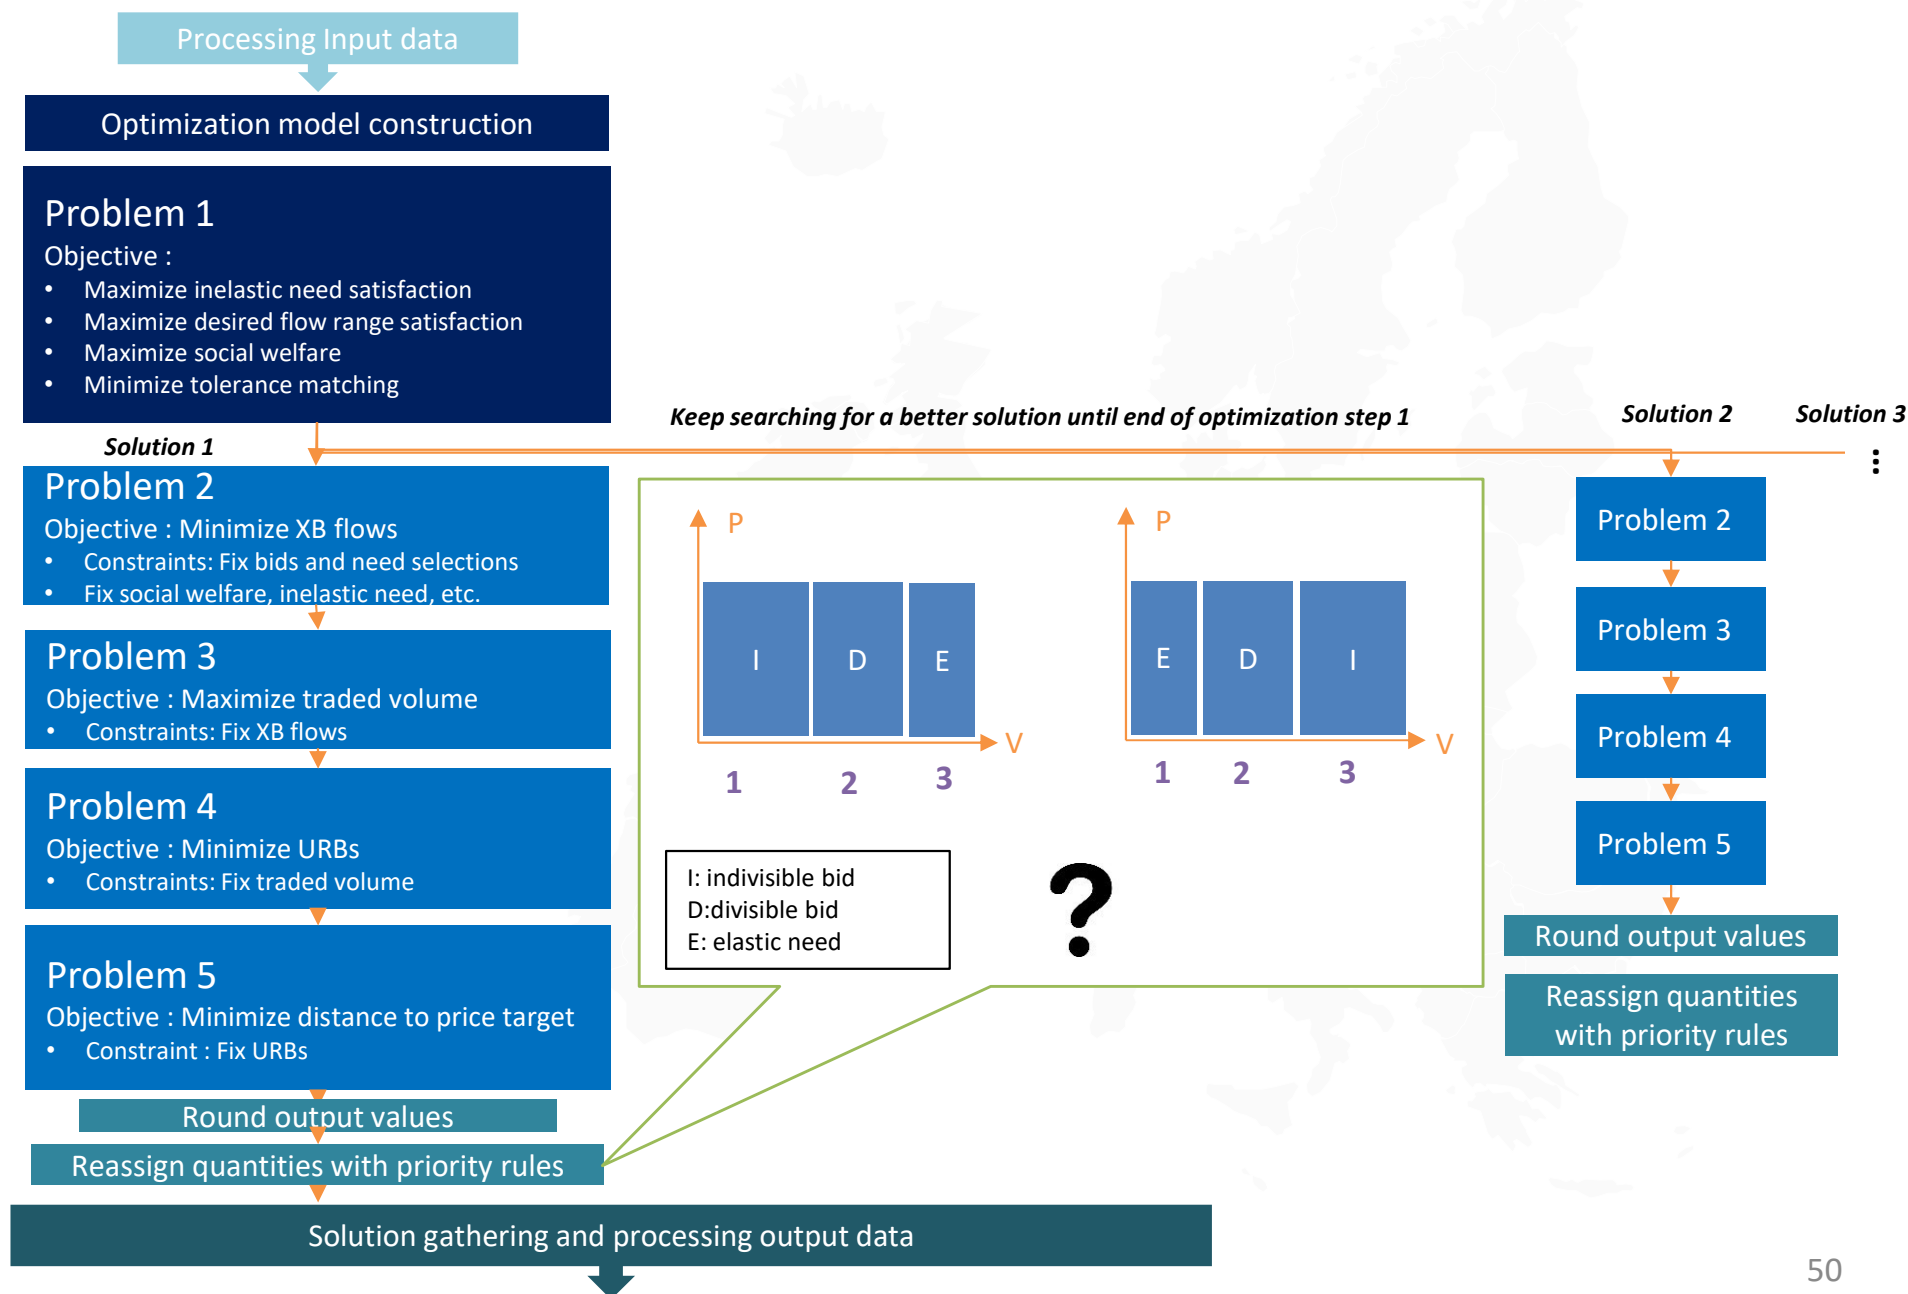 Processing Input data
Optimization model construction
Problem 1
Objective :
• Maximize inelastic need satisfaction
• Maximize desired flow range satisfaction
• Maximize social welfare
• Minimize tolerance matching
Keep searching for a better solution until end of optimization step 1
Solution 2
Solution 3
Solution 1
...
Problem 2
Objective : Minimize XB flows
• Constraints: Fix bids and need selections
• Fix social welfare, inelastic need, etc.
Problem 3
Objective : Maximize traded volume
• Constraints: Fix XB flows
Problem 4
Objective : Minimize URBs
• Constraints: Fix traded volume
Problem 5
Objective : Minimize distance to price target
• Constraint : Fix URBs
Round output values
Reassign quantities with priority rules
Solution gathering and processing output data
P
I
D
E
V
1
2
3
P
E
D
I
V
1
2
3
I: indivisible bid
D:divisible bid
E: elastic need
?
Problem 2
Problem 3
Problem 4
Problem 5
Round output values
Reassign quantities
with priority rules
50